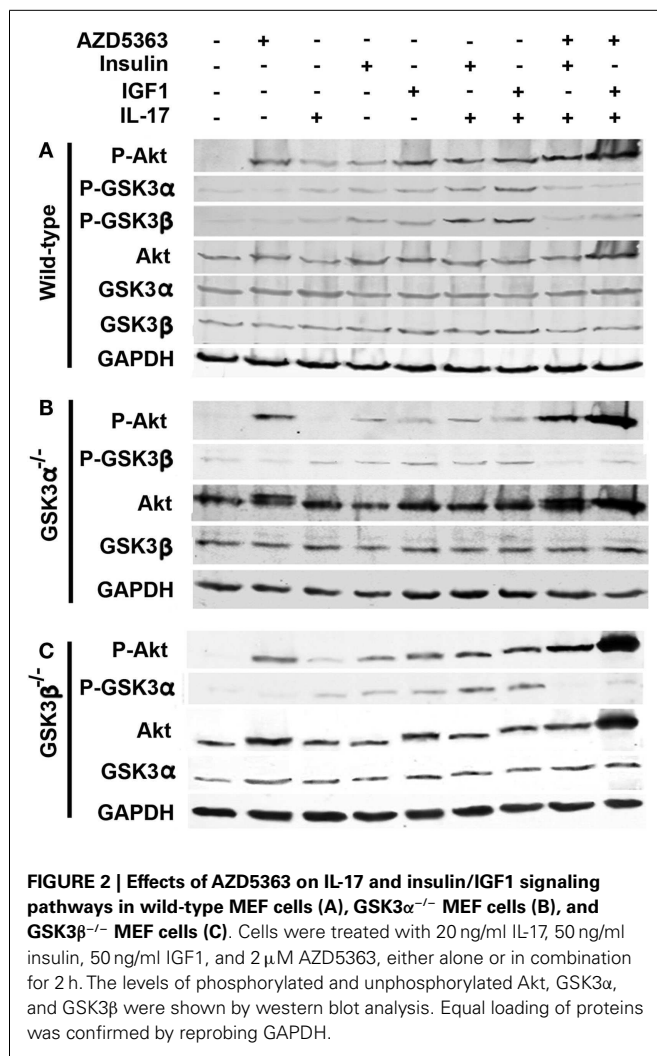 AZD5363 - + - - - - - + +
Insulin - - - + - + - + -
IGF1 - - - - + - + - +
IL-17 - - + - - + + + +
A
Wild-type
P-Akt
P-GSK3α
P-GSK3β
Akt
GSK3α
GSK3β
GAPDH
B
GSK3α-/-
P-Akt
P-GSK3β
Akt
GSK3β
GAPDH
C
GSK3β-/-
P-Akt
P-GSK3α
Akt
GSK3α
GAPDH
FIGURE 2 | Effects of AZD5363 on IL-17 and insulin/IGF1 signaling
pathways in wild-type MEF cells (A), GSK3α−/− MEF cells (B), and
GSK3β−/− MEF cells (C). Cells were treated with 20 ng/ml IL-17, 50 ng/ml
insulin, 50 ng/ml IGF1, and 2 μM AZD5363, either alone or in combination
for 2 h. The levels of phosphorylated and unphosphorylated Akt, GSK3α,
and GSK3β were shown by western blot analysis. Equal loading of proteins
was confirmed by reprobing GAPDH.